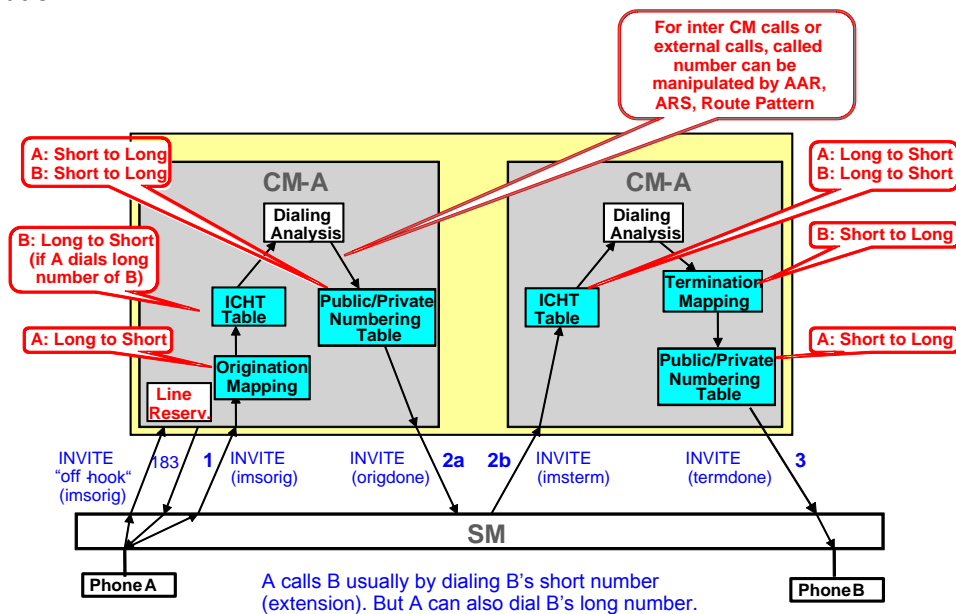 For inter CM calls or
external calls, called
number can be
manipulated by AAR,
ARS, Route Pattern
A: Short to Long
B: Short to Long
A: Long to Short
B: Long to Short
CM-A
CM-A
Dialing
Analysis
Dialing
Analysis
B: Long to Short
(if A dials long
number of B)
B: Short to Long
ICHT
Table
Public/Private
Numbering
Table
ICHT
Table
Termination
Mapping
A: Long to Short
A: Short to Long
Origination
Mapping
Public/Private
Numbering
Table
Line
Reserv.
INVITE
“off -hook“
(imsorig)
183
1
INVITE
(imsorig)
INVITE
(origdone)
2a
2b
INVITE
(imsterm)
INVITE
(termdone)
3
SM
Phone A
Phone B
A calls B usually by dialing B’s short number
(extension). But A can also dial B’s long number.